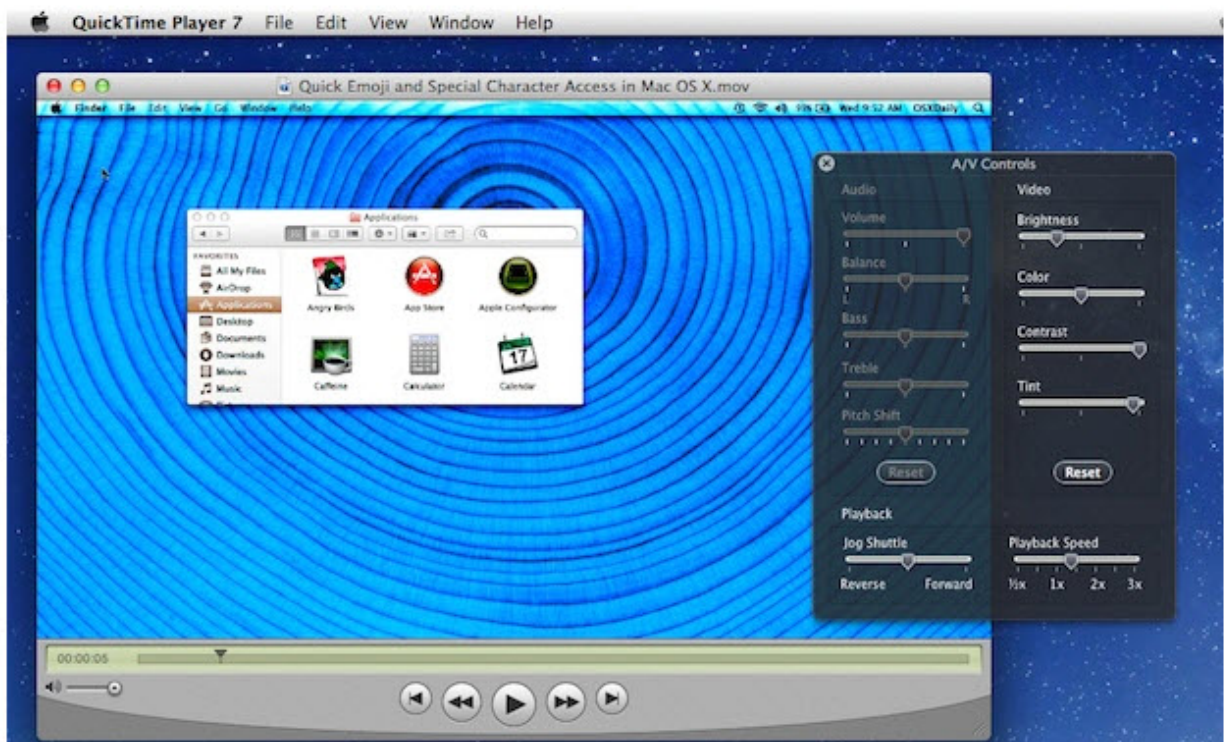 QuickTime Player 7 File Edit View Window Help
Quick Emoji and Special Character Access in Mac OS X.mov
Finder File Edit View Go Window Help Wed 9:52 AM OSXDaily
Applications
FAVORITES
All My Files
AirDrop
Applications
Desktop
Documents
Downloads
Movies
Music
Angry Birds App Store Apple Configurator
Caffeine Calculator Calendar
17
A/V Controls
Audio Video
Volume Brightness
Balance
L R
Color
Bass Contrast
Treble Tint
Pitch Shift
Reset Reset
Playback
Jog Shuttle Playback Speed
Reverse Forward ½x 1x 2x 3x
00:00:05